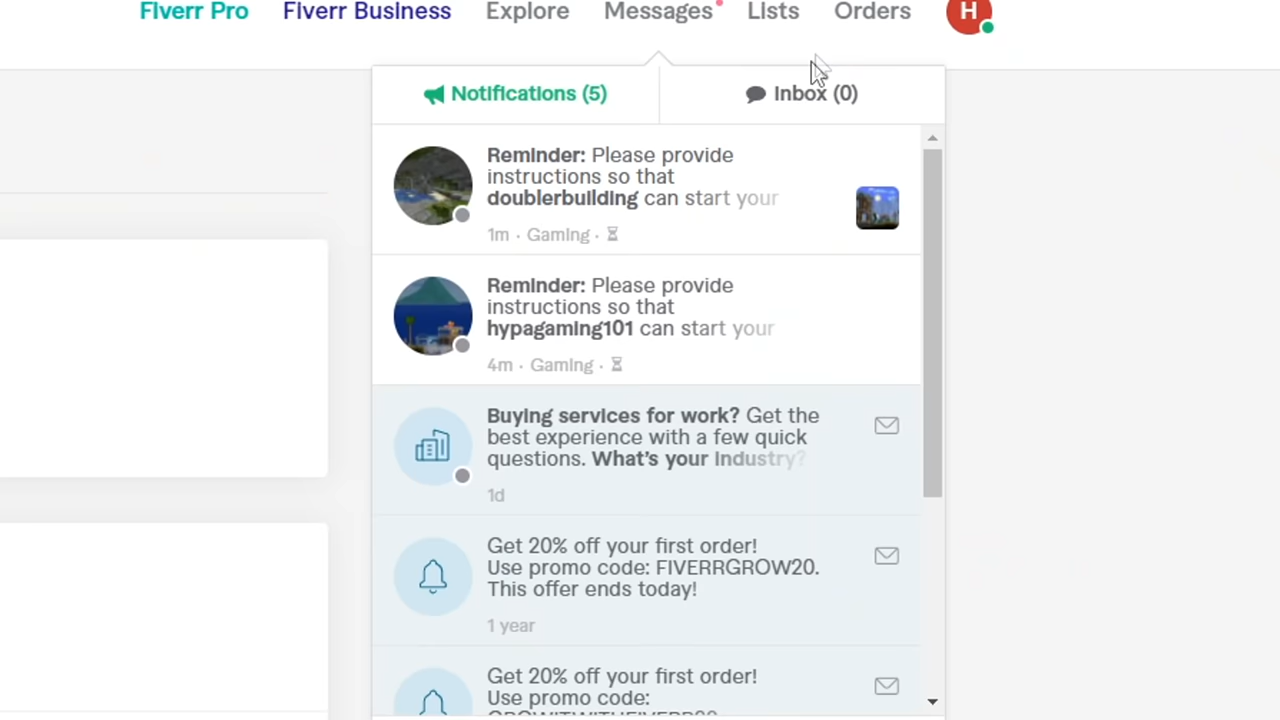 Fiverr Pro Fiverr Business Explore Messages Lists Orders H
Notifications (5) Inbox (0)
Reminder: Please provide
instructions so that
doublerbuilding can start your
1m · Gaming ·
Reminder: Please provide
instructions so that
hypagaming101 can start your
4m · Gaming ·
Buying services for work? Get the
best experience with a few quick
questions. What's your Industry?
1d
Get 20% off your first order!
Use promo code: FIVERRGROW20.
This offer ends today!
1 year
Get 20% off your first order!
Use promo code: